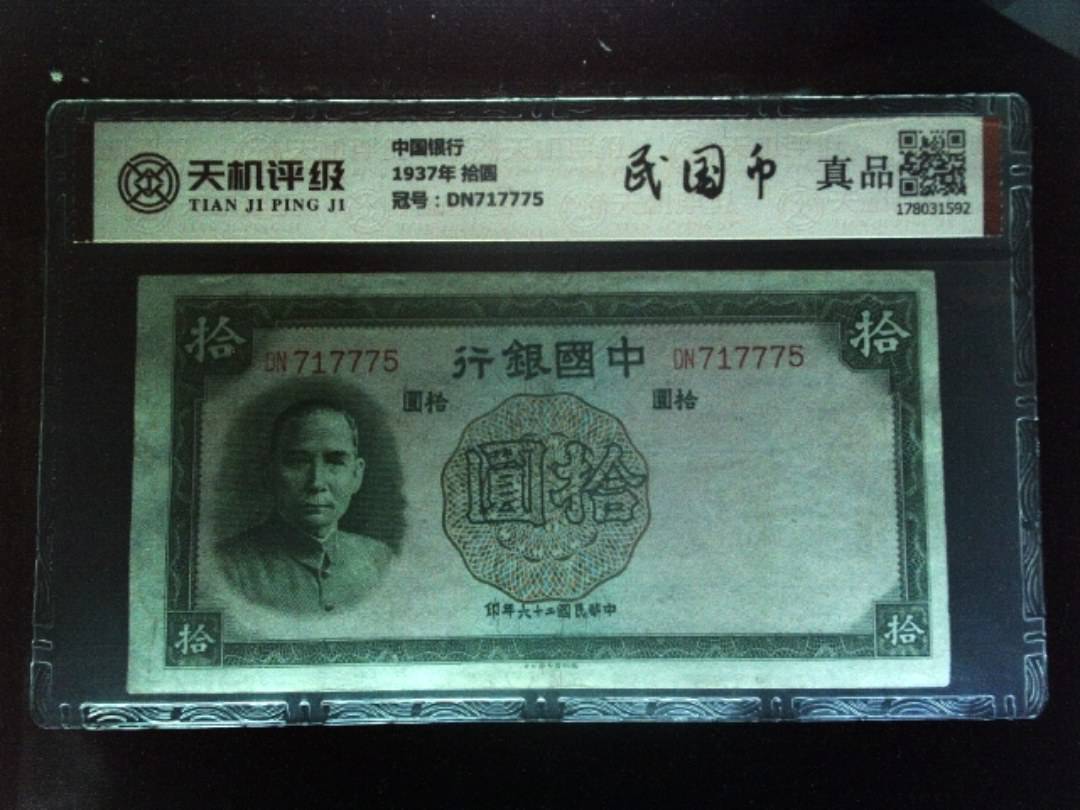 天机评级
TIAN JI PING JI
中国银行
1937年 拾圆
冠号：DN717775
民国币
真品
178031592
拾
拾
DN717775
行銀國中
DN717775
圓拾
圓拾
圓拾
印年六十二國民華中
拾
拾